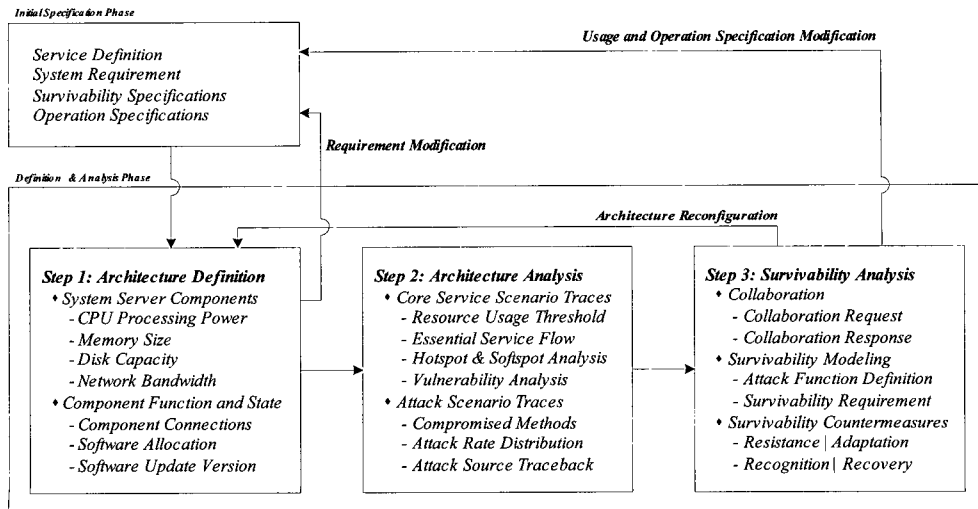 Initial Specification Phase
Usage and Operation Specification Modification
Service Definition
System Requirement
Survivability Specifications
Operation Specifications
Requirement Modification
Definition & Analysis Phase
Architecture Reconfiguration
Step 1: Architecture Definition
♦ System Server Components
- CPU Processing Power
- Memory Size
- Disk Capacity
- Network Bandwidth
♦ Component Function and State
- Component Connections
- Software Allocation
- Software Update Version
Step 2: Architecture Analysis
♦ Core Service Scenario Traces
- Resource Usage Threshold
- Essential Service Flow
- Hotspot & Softspot Analysis
- Vulnerability Analysis
♦ Attack Scenario Traces
- Compromised Methods
- Attack Rate Distribution
- Attack Source Traceback
Step 3: Survivability Analysis
♦ Collaboration
- Collaboration Request
- Collaboration Response
♦ Survivability Modeling
- Attack Function Definition
- Survivability Requirement
♦ Survivability Countermeasures
- Resistance | Adaptation
- Recognition | Recovery